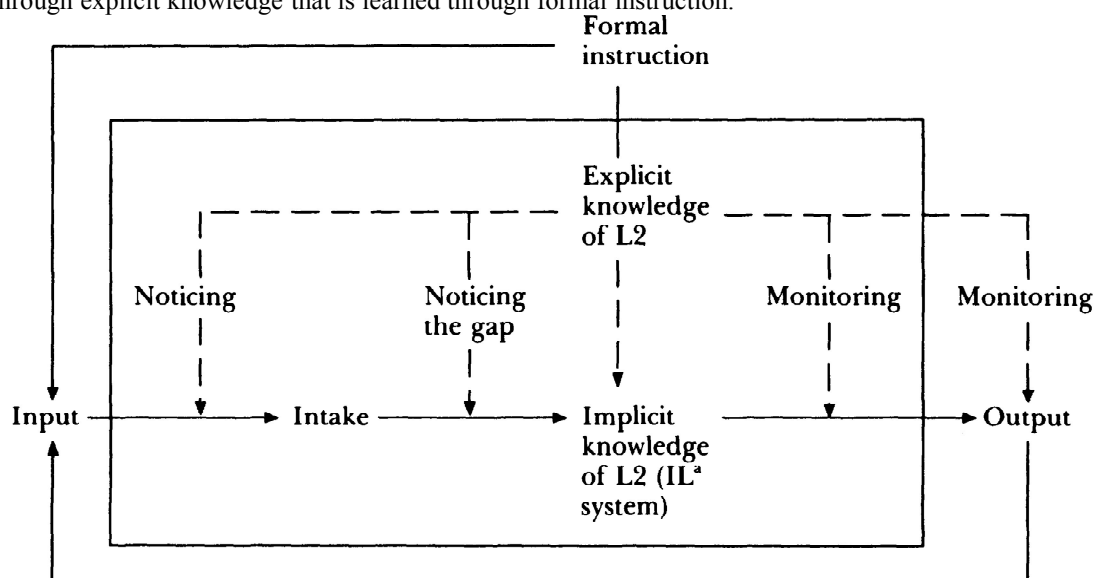 through explicit knowledge that is learned through formal instruction.
Formal
instruction
Explicit
knowledge
of L2
Noticing
Noticing
the gap
Monitoring
Monitoring
Input
Intake
Implicit
knowledge
of L2 (ILª
system)
Output